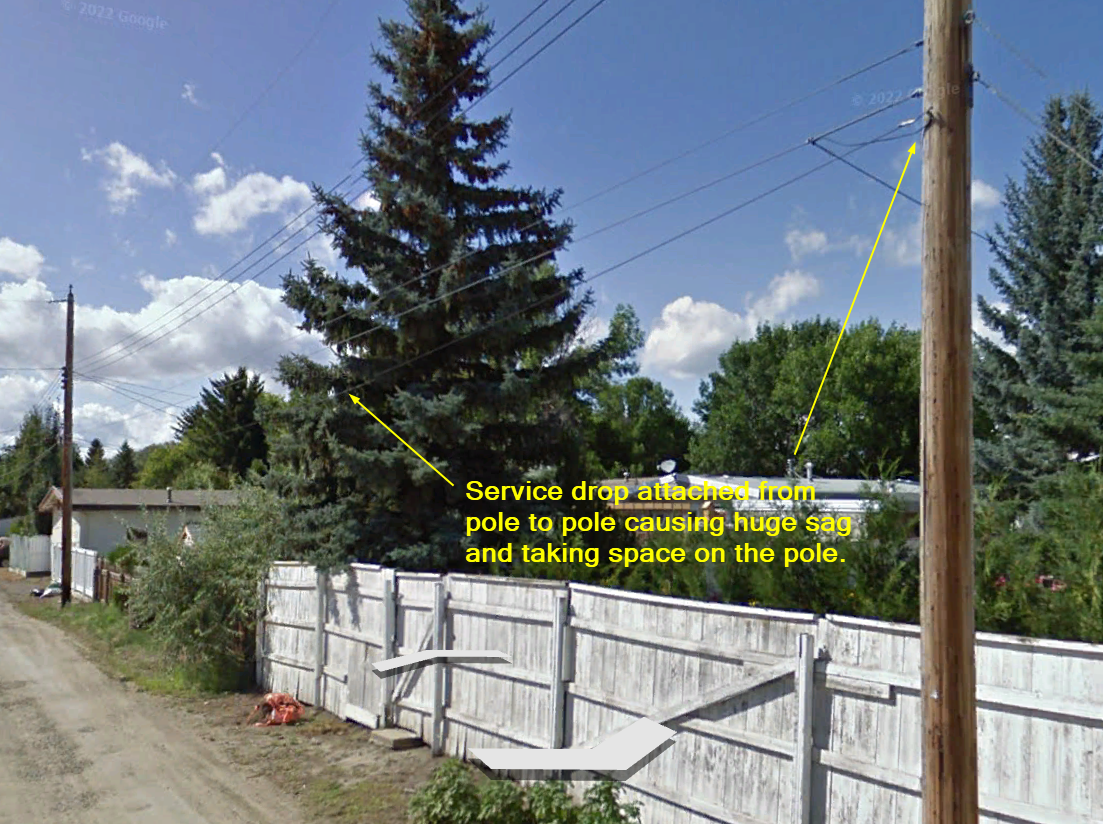 © 2022 Google
© 2022 Google
Service drop attached from
pole to pole causing huge sag
and taking space on the pole.